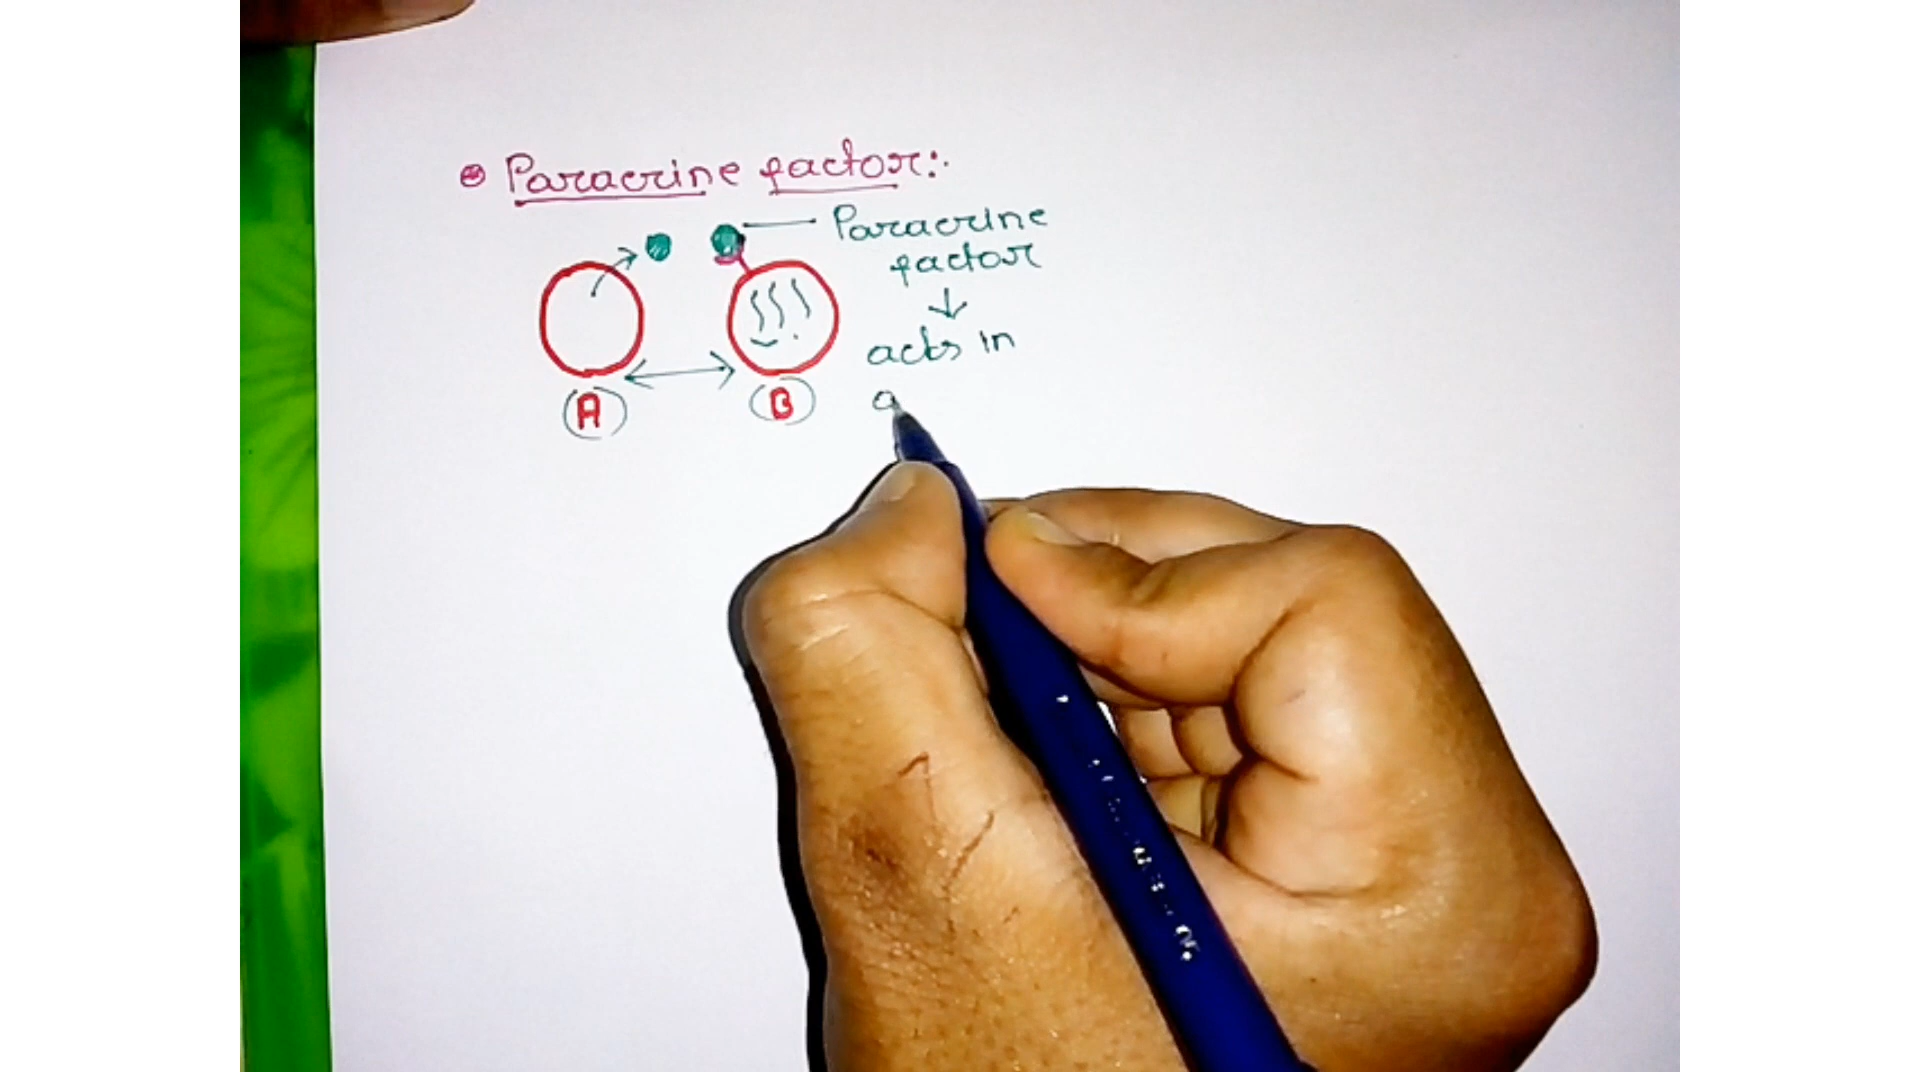 Paracrine factor:
Paracrine
factor
↓
acts in
a
A
B